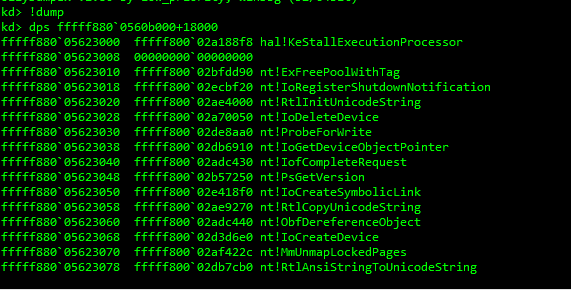 kd> !dump
kd> dps fffff880`0560b000+18000
fffff880`05623000  fffff800`02a188f8 hal!KeStallExecutionProcessor
fffff880`05623008  00000000`00000000
fffff880`05623010  fffff800`02bfdd90 nt!ExFreePoolWithTag
fffff880`05623018  fffff800`02ecbf20 nt!IoRegisterShutdownNotification
fffff880`05623020  fffff800`02ae4000 nt!RtlInitUnicodeString
fffff880`05623028  fffff800`02a70050 nt!IoDeleteDevice
fffff880`05623030  fffff800`02de8aa0 nt!ProbeForWrite
fffff880`05623038  fffff800`02db6910 nt!IoGetDeviceObjectPointer
fffff880`05623040  fffff800`02adc430 nt!IofCompleteRequest
fffff880`05623048  fffff800`02b57250 nt!PsGetVersion
fffff880`05623050  fffff800`02e418f0 nt!IoCreateSymbolicLink
fffff880`05623058  fffff800`02ae9270 nt!RtlCopyUnicodeString
fffff880`05623060  fffff800`02adc440 nt!ObfDereferenceObject
fffff880`05623068  fffff800`02d3d6e0 nt!IoCreateDevice
fffff880`05623070  fffff800`02af422c nt!MmUnmapLockedPages
fffff880`05623078  fffff800`02db7cb0 nt!RtlAnsiStringToUnicodeString